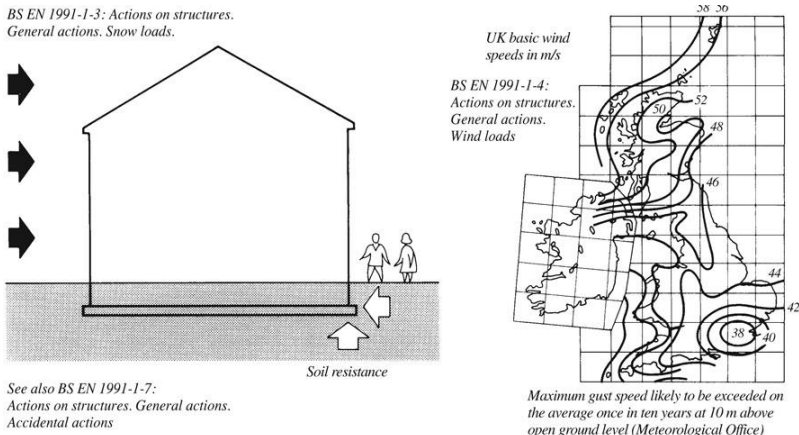 BS EN 1991-1-3: Actions on structures.
General actions. Snow loads.
Soil resistance
See also BS EN 1991-1-7:
Actions on structures. General actions.
Accidental actions
UK basic wind
speeds in m/s
BS EN 1991-1-4:
Actions on structures.
General actions.
Wind loads
58 56
50
52
48
46
44
42
38
40
Maximum gust speed likely to be exceeded on
the average once in ten years at 10 m above
open ground level (Meteorological Office)